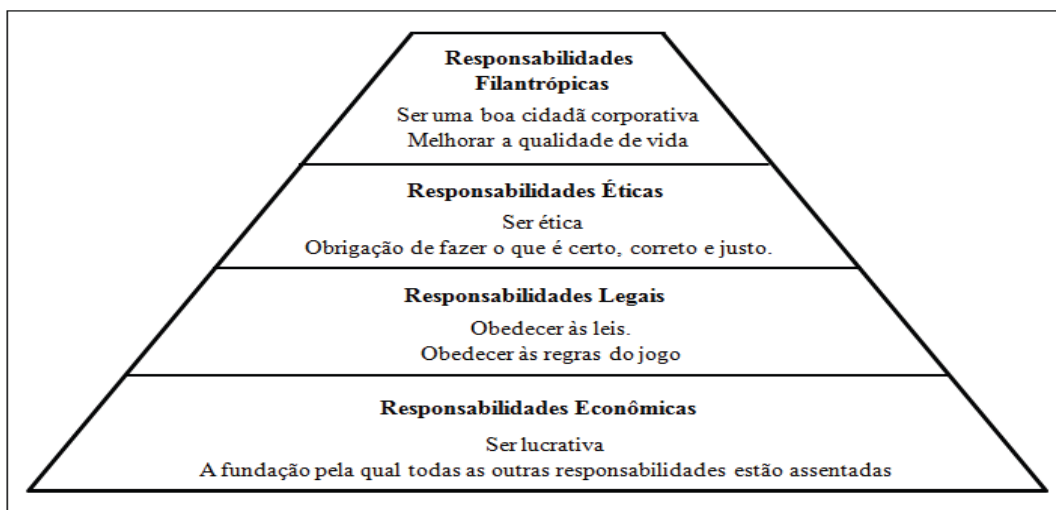 Responsabilidades
Filantrópicas
Ser uma boa cidadã corporativa
Melhorar a qualidade de vida
Responsabilidades Éticas
Ser ética
Obrigação de fazer o que é certo, correto e justo.
Responsabilidades Legais
Obedecer às leis.
Obedecer às regras do jogo
Responsabilidades Econômicas
Ser lucrativa
A fundação pela qual todas as outras responsabilidades estão assentadas